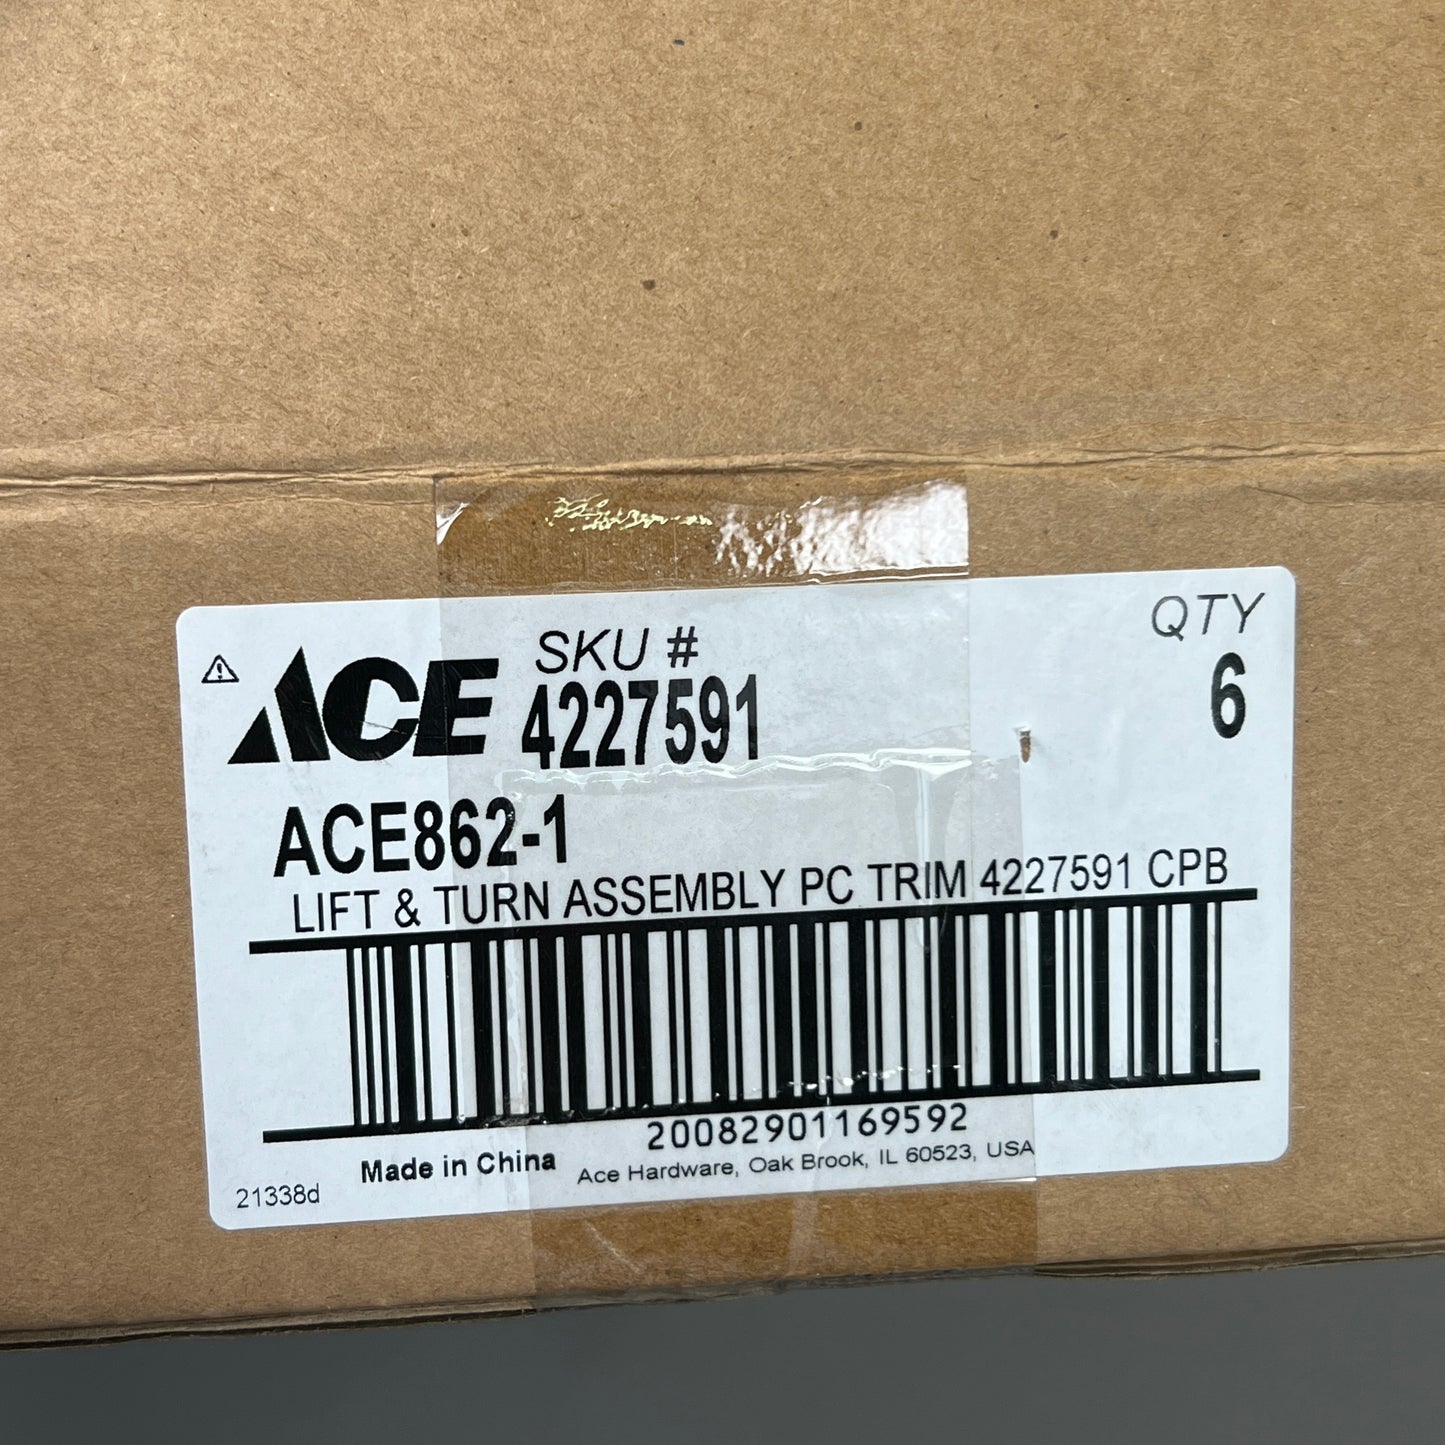 ACE SKU # QTY
4227591 6
ACE862-1
LIFT & TURN ASSEMBLY PC TRIM 4227591 CPB
20082901169592
Made in China Ace Hardware, Oak Brook, IL 60523, USA
21338d